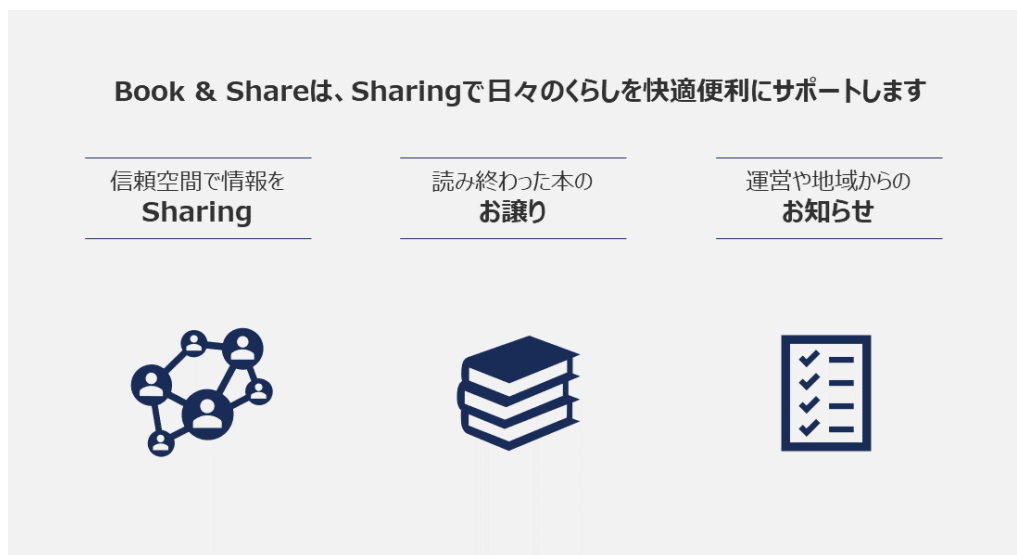 Book & Shareは、Sharingで日々のくらしを快適便利にサポートします
信頼空間で情報を
Sharing
読み終わった本の
お譲り
運営や地域からの
お知らせ